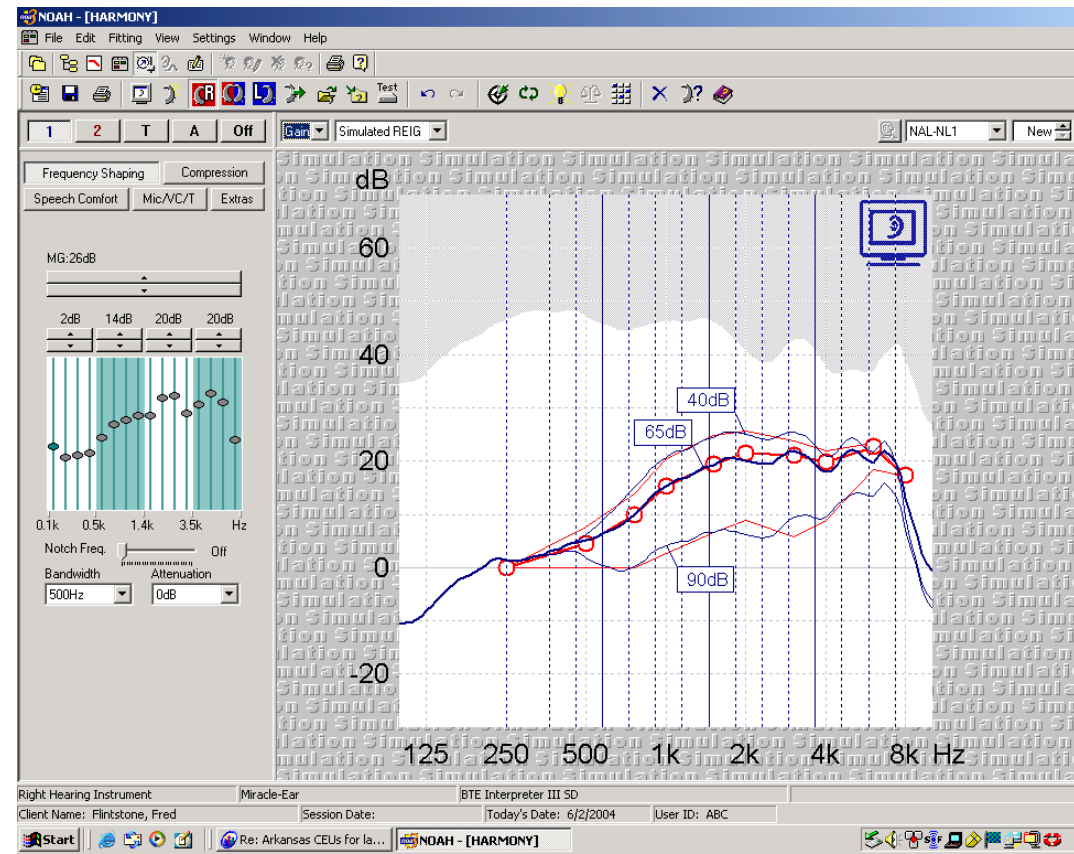 NOAH - [HARMONY]
File Edit Fitting View Settings Window Help
Test
1 2 T A Off Gain Simulated REIG NAL-NL1 New
Frequency Shaping Compression
Speech Comfort Mic/VC/T Extras
MG:26dB
2dB 14dB 20dB 20dB
0.1k 0.5k 1.4k 3.5k Hz
Notch Freq. Off
Bandwidth Attenuation
500Hz 0dB
dB
60
40
20
0
-20
40dB
65dB
90dB
125 250 500 1k 2k 4k 8k Hz
Simulation Simulation Simulation Simulation Simulation
Right Hearing Instrument Miracle-Ear BTE Interpreter III SD
Client Name: Flintstone, Fred Session Date: Today's Date: 6/2/2004 User ID: ABC
Start Re: Arkansas CEUs for la... NOAH - [HARMONY]